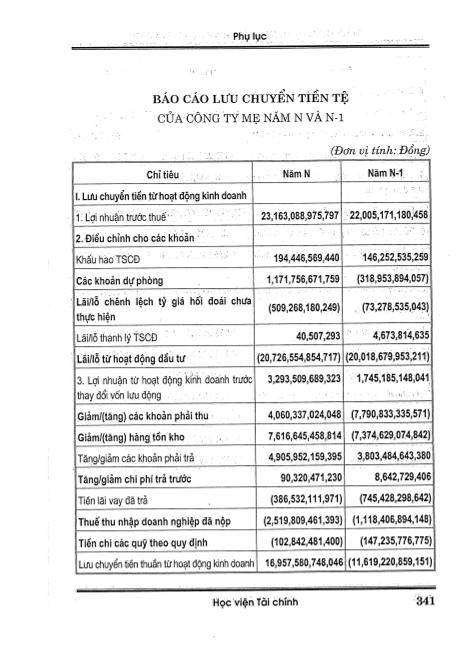 Phụ lục
BÁO CÁO LƯU CHUYỂN TIỀN TỆ
CỦA CÔNG TY MẸ NĂM N VÀ N-1
(Đơn vị tính: Đồng)
Chỉ tiêu Năm N Năm N-1
I. Lưu chuyển tiền từ hoạt động kinh doanh
1. Lợi nhuận trước thuế 23,163,088,975,797 22,005,171,180,458
2. Điều chỉnh cho các khoản
Khấu hao TSCĐ 194,446,569,440 146,252,535,259
Các khoản dự phòng 1,171,756,671,759 (318,953,894,057)
Lãi/lỗ chênh lệch tỷ giá hối đoái chưa
thực hiện (509,268,180,249) (73,278,535,043)
Lãi/lỗ thanh lý TSCĐ 40,507,293 4,673,814,635
Lãi/lỗ từ hoạt động đầu tư (20,726,554,854,717) (20,018,679,953,211)
3. Lợi nhuận từ hoạt động kinh doanh trước
thay đổi vốn lưu động 3,293,509,689,323 1,745,185,148,041
Giảm/(tăng) các khoản phải thu 4,060,337,024,048 (7,790,833,335,571)
Giảm/(tăng) hàng tồn kho 7,616,645,458,814 (7,374,629,074,842)
Tăng/giảm các khoản phải trả 4,905,952,159,395 3,803,484,643,380
Tăng/giảm chi phí trả trước 90,320,471,230 8,642,729,406
Tiền lãi vay đã trả (386,532,111,971) (745,428,298,642)
Thuế thu nhập doanh nghiệp đã nộp (2,519,809,461,393) (1,118,406,894,148)
Tiền chi các quỹ theo quy định (102,842,481,400) (147,235,776,775)
Lưu chuyển tiền thuần từ hoạt động kinh doanh 16,957,580,748,046 (11,619,220,859,151)
Học viện Tài chính 341